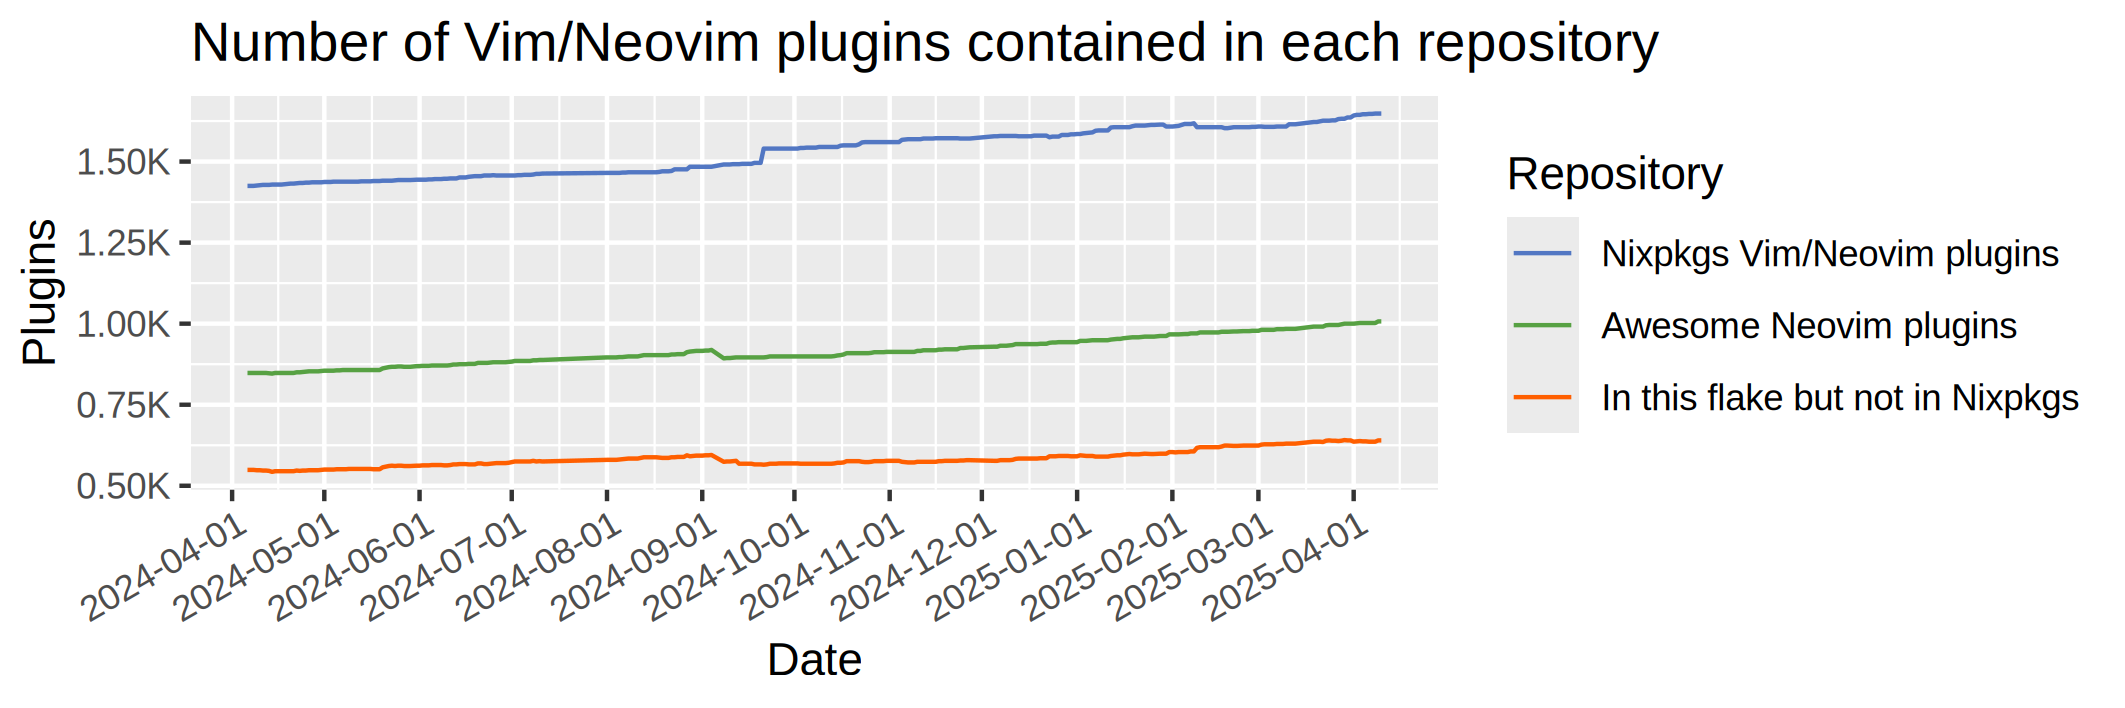 Number of Vim/Neovim plugins contained in each repository
Plugins
1.50K
1.25K
1.00K
0.75K
0.50K
2024-04-01
2024-05-01
2024-06-01
2024-07-01
2024-08-01
2024-09-01
2024-10-01
2024-11-01
2024-12-01
2025-01-01
2025-02-01
2025-03-01
2025-04-01
Date
Repository
Nixpkgs Vim/Neovim plugins
Awesome Neovim plugins
In this flake but not in Nixpkgs